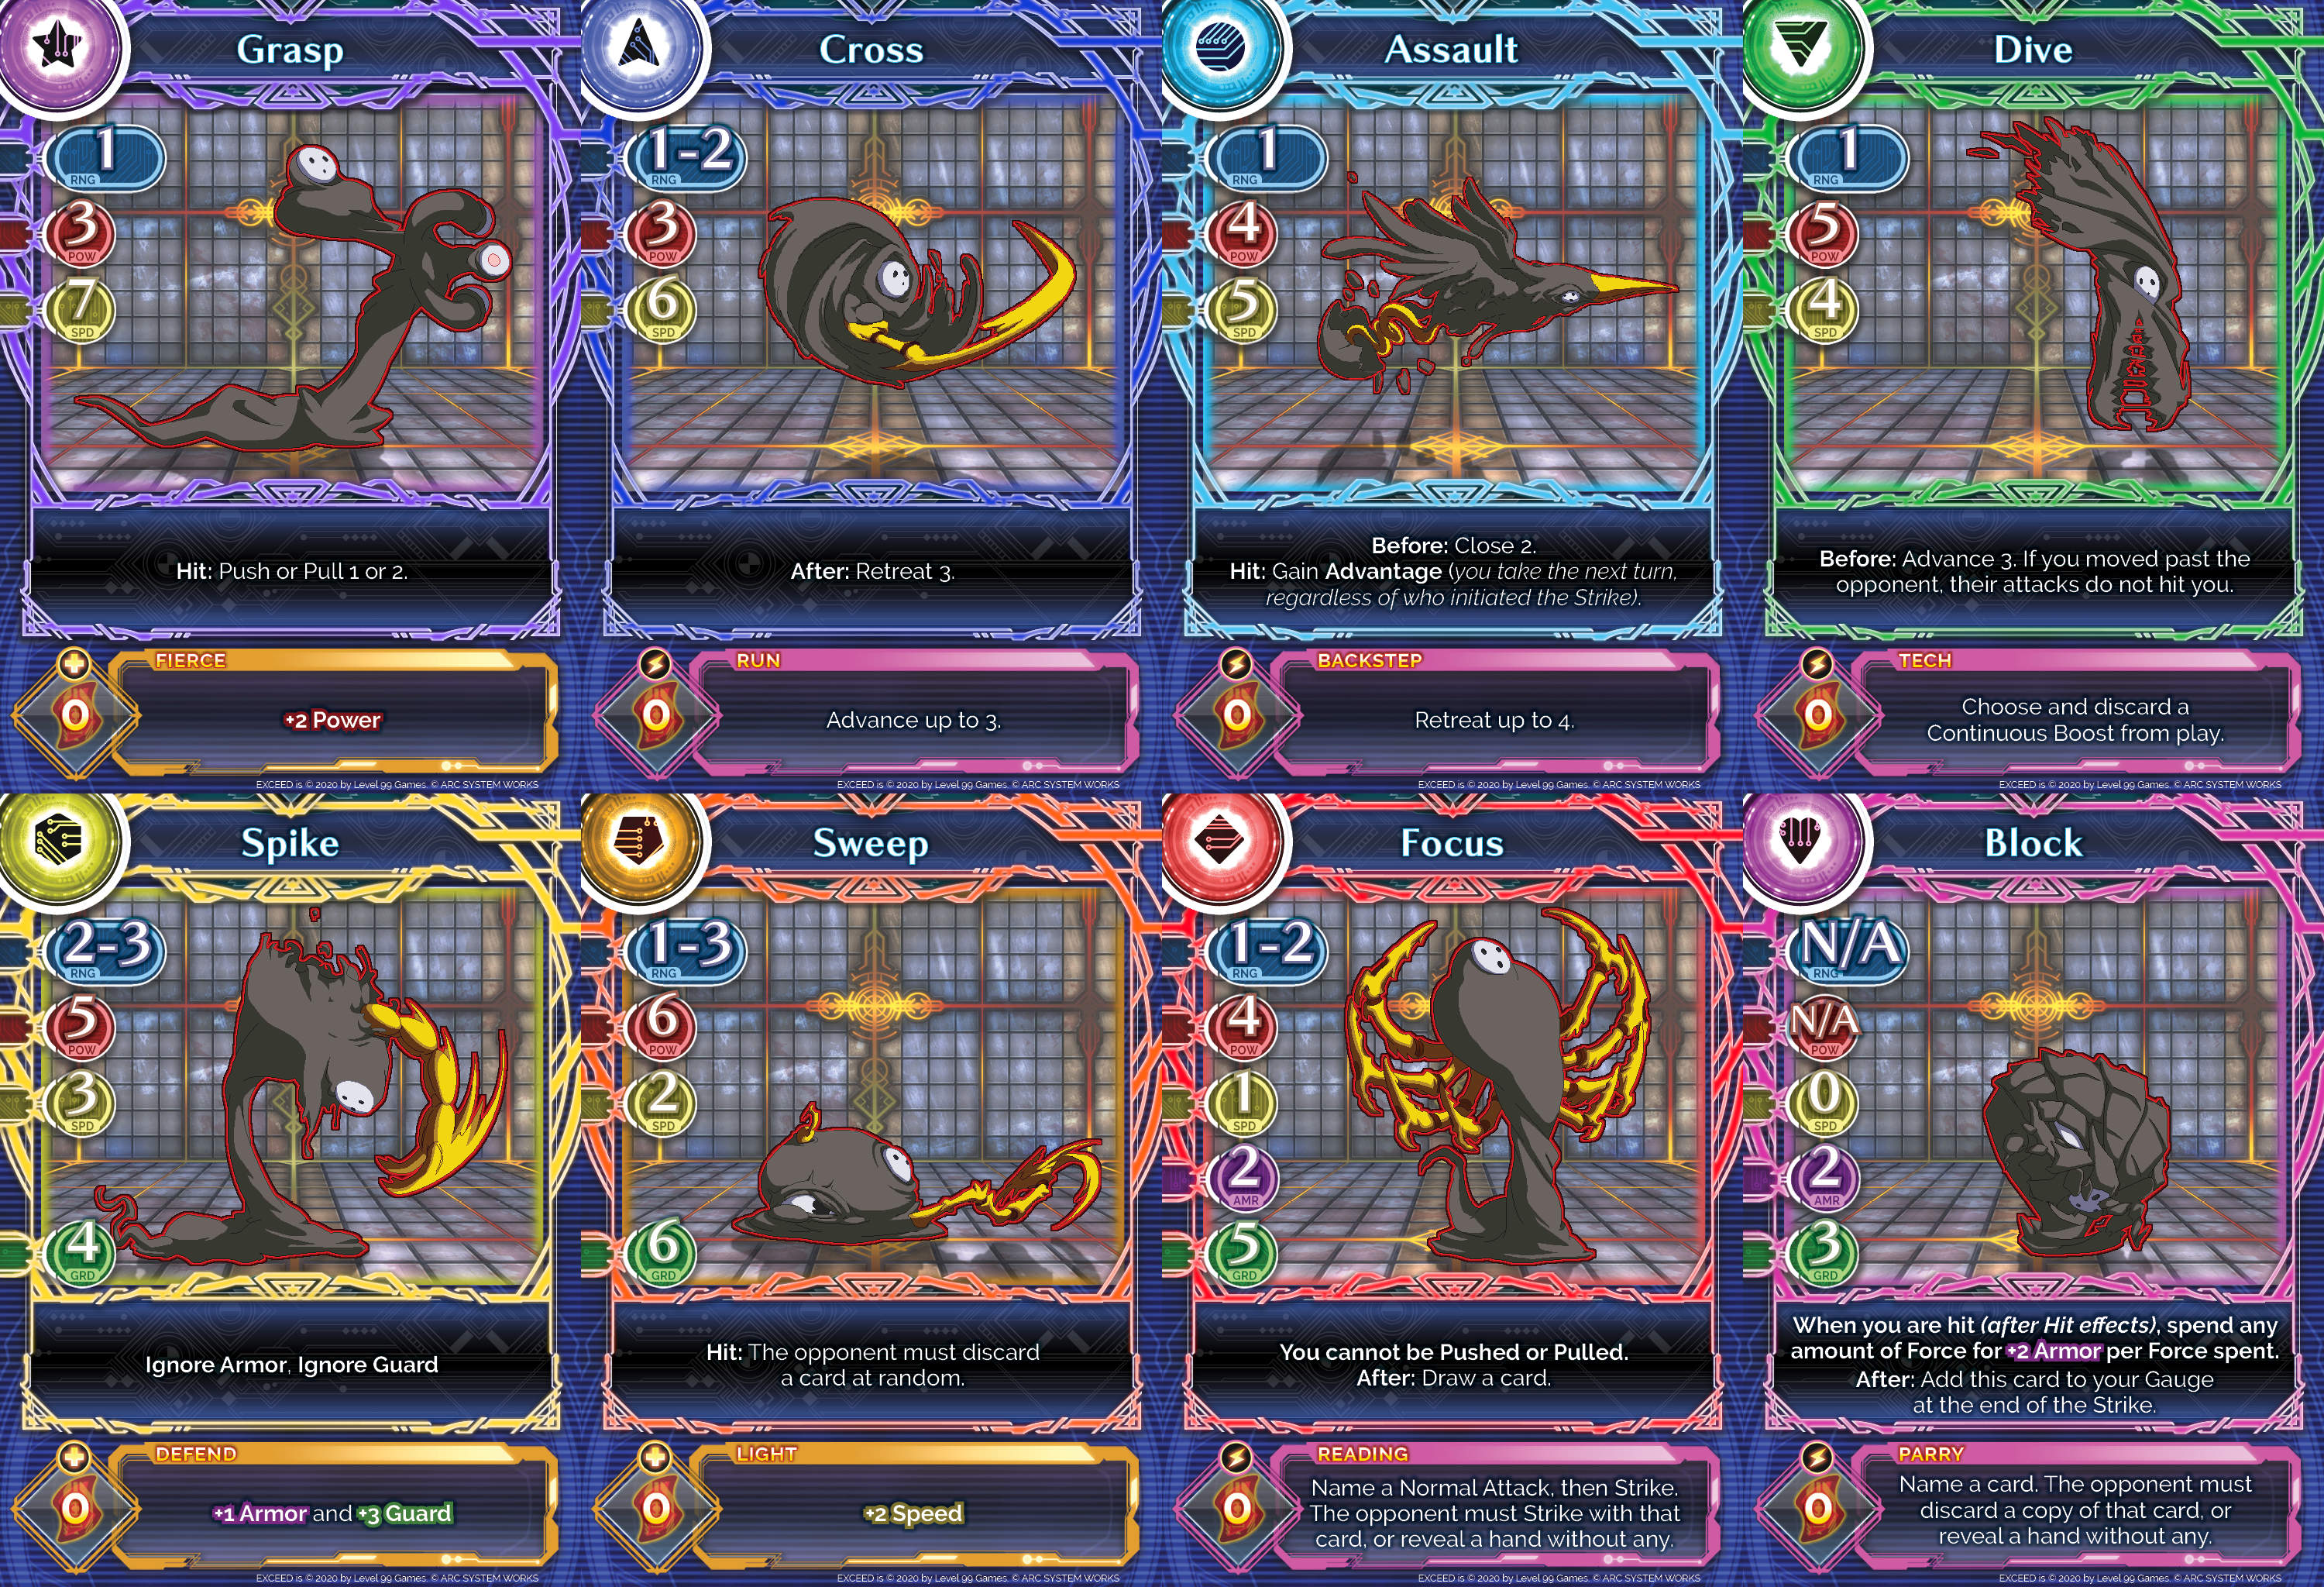 Grasp
1
RNG
3
POW
7
SPD
Hit: Push or Pull 1 or 2.
FIERCE
0
+2 Power
EXCEED is © 2020 by Level 99 Games. © ARC SYSTEM WORKS
Cross
1-2
RNG
3
POW
6
SPD
After: Retreat 3.
RUN
0
Advance up to 3.
EXCEED is © 2020 by Level 99 Games. © ARC SYSTEM WORKS
Assault
1
RNG
4
POW
5
SPD
Before: Close 2.
Hit: Gain Advantage (you take the next turn,
regardless of who initiated the Strike).
BACKSTEP
0
Retreat up to 4.
EXCEED is © 2020 by Level 99 Games. © ARC SYSTEM WORKS
Dive
1
RNG
5
POW
4
SPD
Before: Advance 3. If you moved past the
opponent, their attacks do not hit you.
TECH
0
Choose and discard a
Continuous Boost from play.
EXCEED is © 2020 by Level 99 Games. © ARC SYSTEM WORKS
Spike
2-3
RNG
5
POW
3
SPD
4
GRD
Ignore Armor, Ignore Guard
DEFEND
0
+1 Armor and +3 Guard
EXCEED is © 2020 by Level 99 Games. © ARC SYSTEM WORKS
Sweep
1-3
RNG
6
POW
2
SPD
6
GRD
Hit: The opponent must discard
a card at random.
LIGHT
0
+2 Speed
EXCEED is © 2020 by Level 99 Games. © ARC SYSTEM WORKS
Focus
1-2
RNG
4
POW
1
SPD
2
AMR
5
GRD
You cannot be Pushed or Pulled.
After: Draw a card.
READING
0
Name a Normal Attack, then Strike.
The opponent must Strike with that
card, or reveal a hand without any.
EXCEED is © 2020 by Level 99 Games. © ARC SYSTEM WORKS
Block
N/A
RNG
N/A
POW
0
SPD
2
AMR
3
GRD
When you are hit (after Hit effects), spend any
amount of Force for +2 Armor per Force spent.
After: Add this card to your Gauge
at the end of the Strike.
PARRY
0
Name a card. The opponent must
discard a copy of that card, or
reveal a hand without any.
EXCEED is © 2020 by Level 99 Games. © ARC SYSTEM WORKS